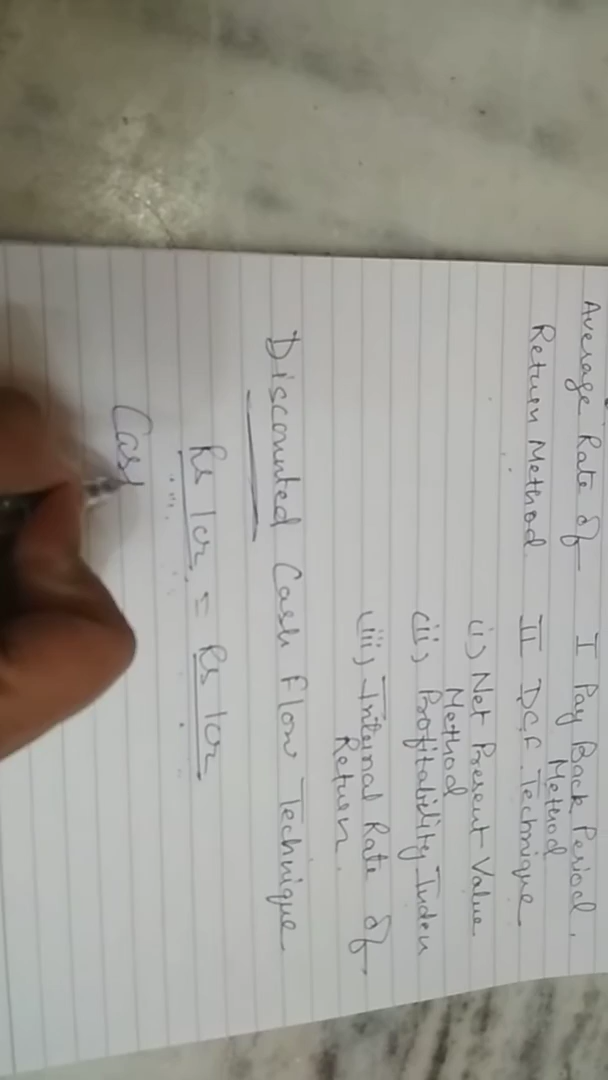 Average Rate of
Return Method
I Pay Back Period.
Method
II D.C.F. Technique
(i) Net Present Value
Method
(ii) Profitability Index
(iii) Internal Rate of
Return.
Discounted Cash Flow Technique
Rs 1cr = Rs 1cr
Cas